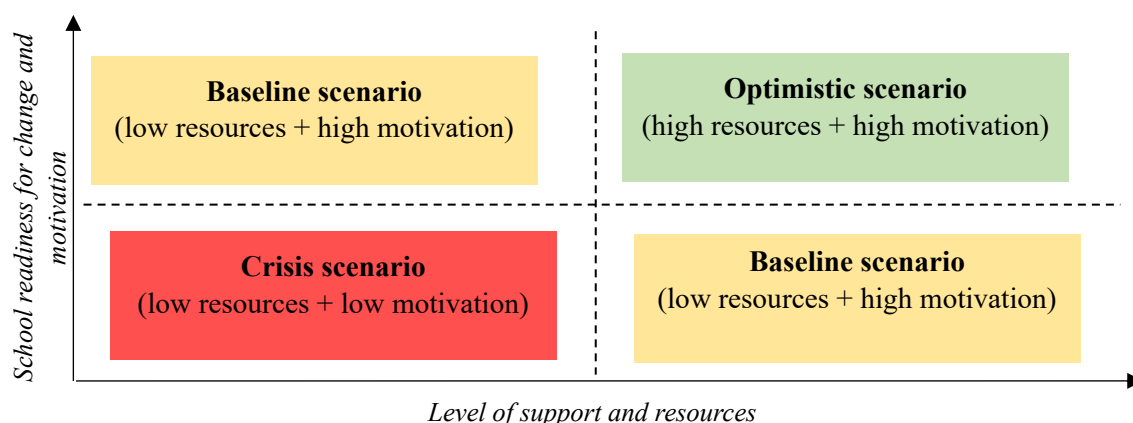 School readiness for change and
motivation
Baseline scenario
(low resources + high motivation)
Optimistic scenario
(high resources + high motivation)
Crisis scenario
(low resources + low motivation)
Baseline scenario
(low resources + high motivation)
Level of support and resources